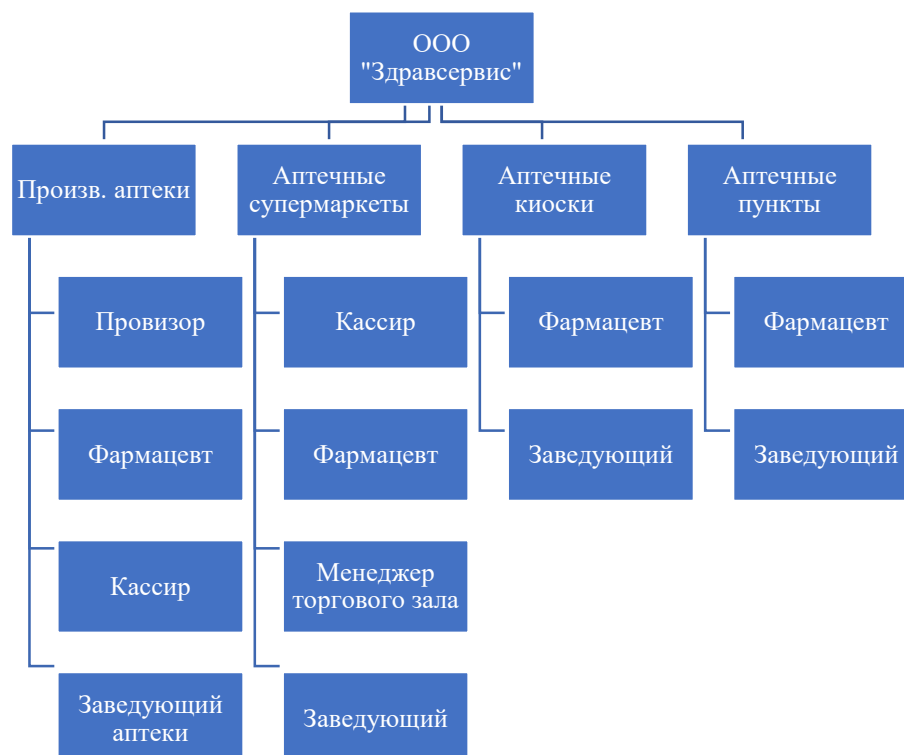 ООО
"Здравсервис"
Произв. аптеки
Аптечные
супермаркеты
Аптечные
киоски
Аптечные
пункты
Провизор
Кассир
Фармацевт
Фармацевт
Фармацевт
Фармацевт
Заведующий
Заведующий
Кассир
Менеджер
торгового зала
Заведующий
аптеки
Заведующий